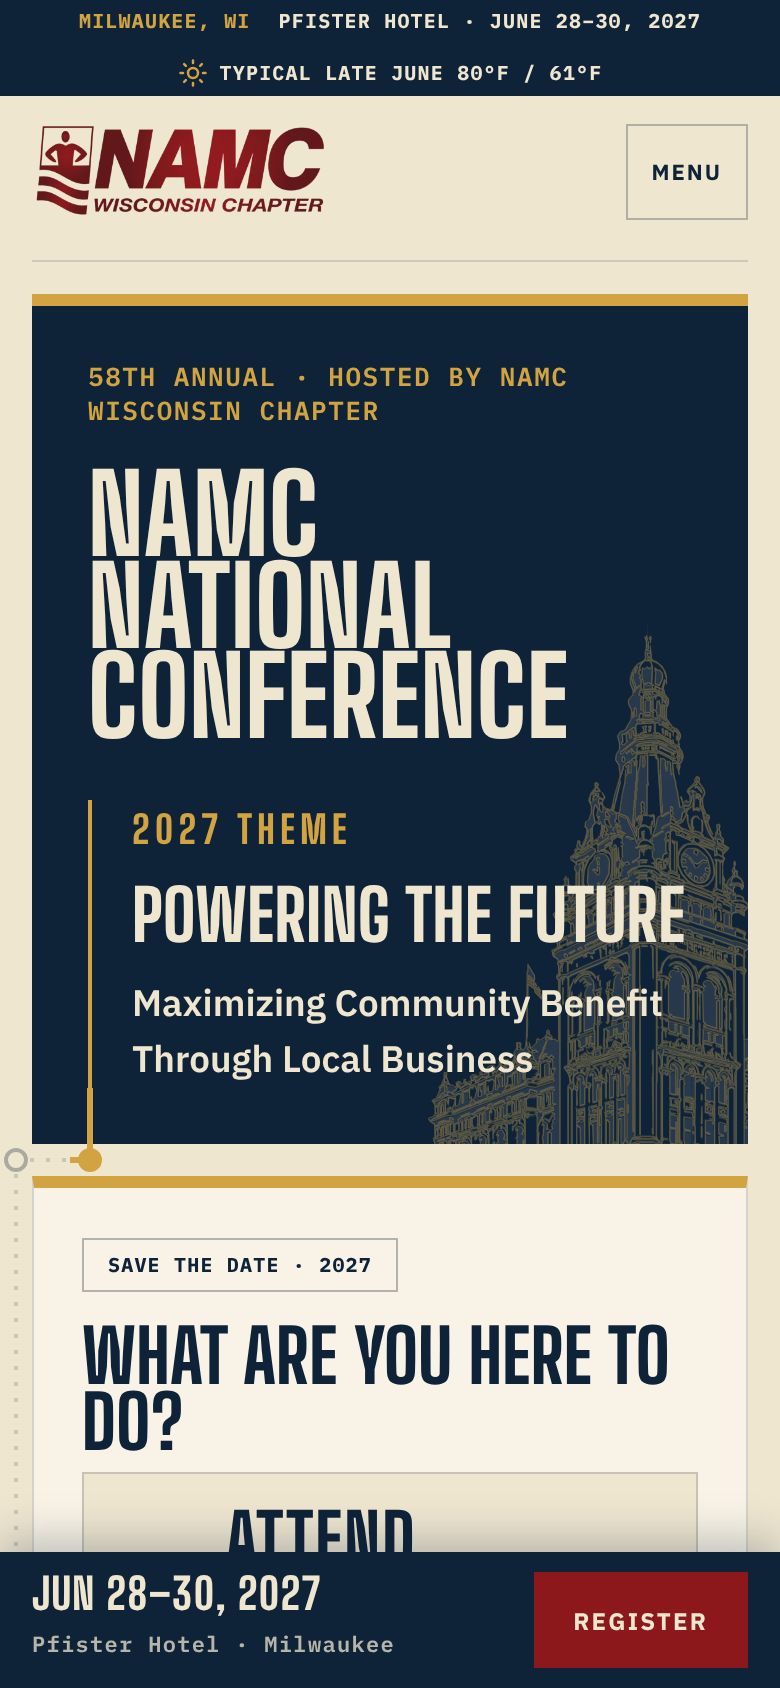 MILWAUKEE, WI PFISTER HOTEL · JUNE 28–30, 2027
TYPICAL LATE JUNE 80°F / 61°F
NAMC
WISCONSIN CHAPTER
MENU
58TH ANNUAL · HOSTED BY NAMC
WISCONSIN CHAPTER
NAMC
NATIONAL
CONFERENCE
2027 THEME
POWERING THE FUTURE
Maximizing Community Benefit
Through Local Business
SAVE THE DATE · 2027
WHAT ARE YOU HERE TO
DO?
ATTEND
JUN 28–30, 2027
Pfister Hotel · Milwaukee
REGISTER